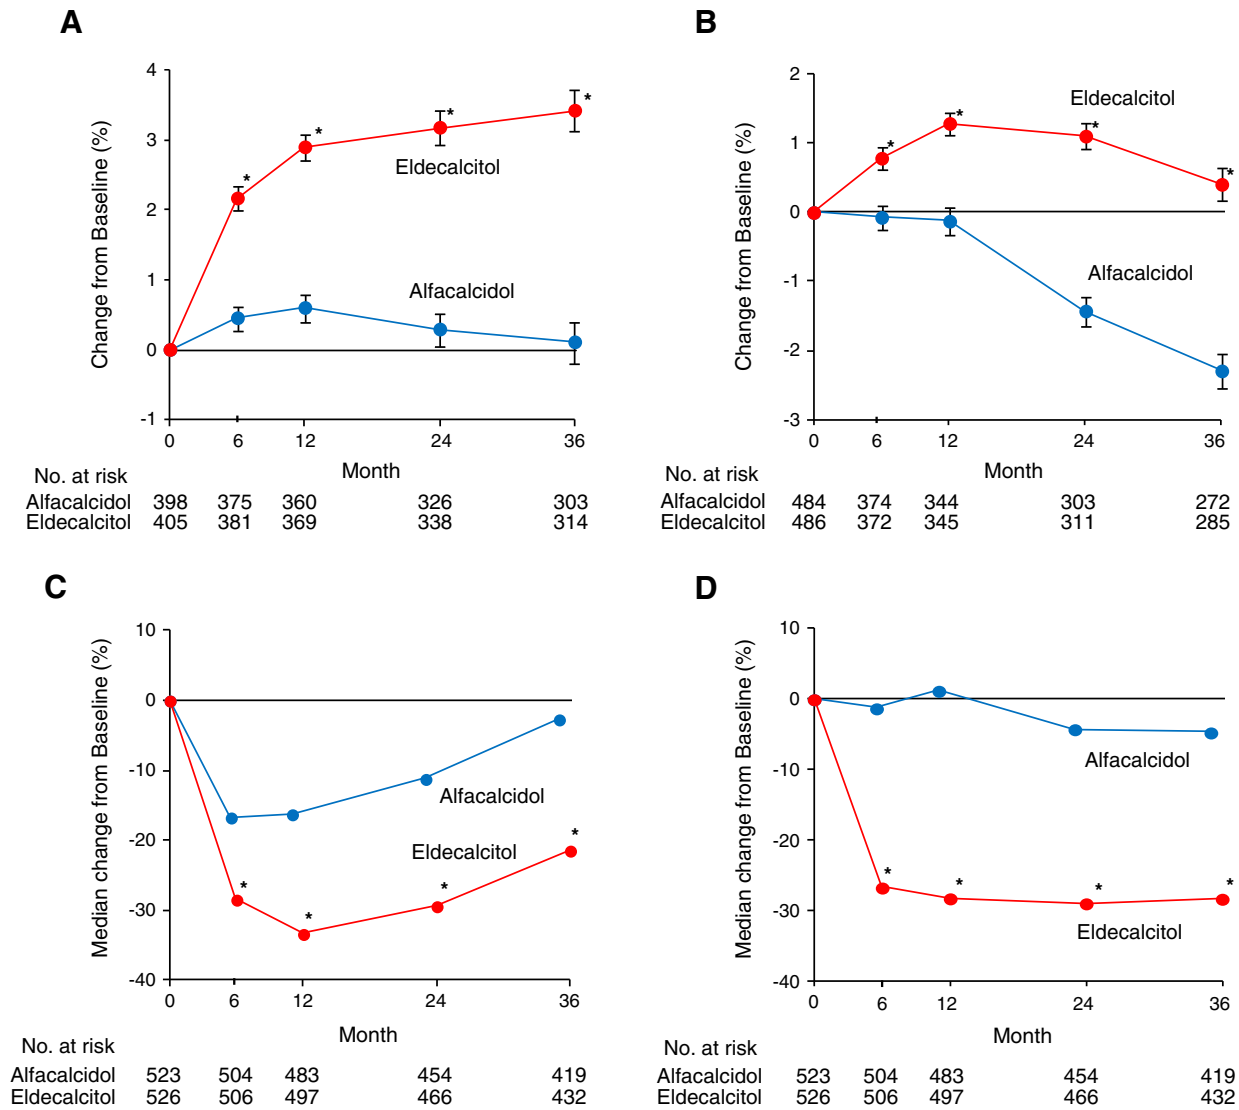 A
4
3
2
1
0
-1
Change from Baseline (%)
*
*
*
*
Eldecalcitol
Alfacalcidol
0 6 12 24 36
Month
No. at risk
Alfacalcidol 398 375 360 326 303
Eldecalcitol 405 381 369 338 314
B
2
1
0
-1
-2
-3
Change from Baseline (%)
Eldecalcitol
*
*
*
*
Alfacalcidol
0 6 12 24 36
Month
No. at risk
Alfacalcidol 484 374 344 303 272
Eldecalcitol 486 372 345 311 285
C
10
0
-10
-20
-30
-40
Median change from Baseline (%)
Alfacalcidol
Eldecalcitol
*
*
*
*
0 6 12 24 36
Month
No. at risk
Alfacalcidol 523 504 483 454 419
Eldecalcitol 526 506 497 466 432
D
10
0
-10
-20
-30
-40
Median change from Baseline (%)
Alfacalcidol
*
*
*
*
Eldecalcitol
0 6 12 24 36
Month
No. at risk
Alfacalcidol 523 504 483 454 419
Eldecalcitol 526 506 497 466 432